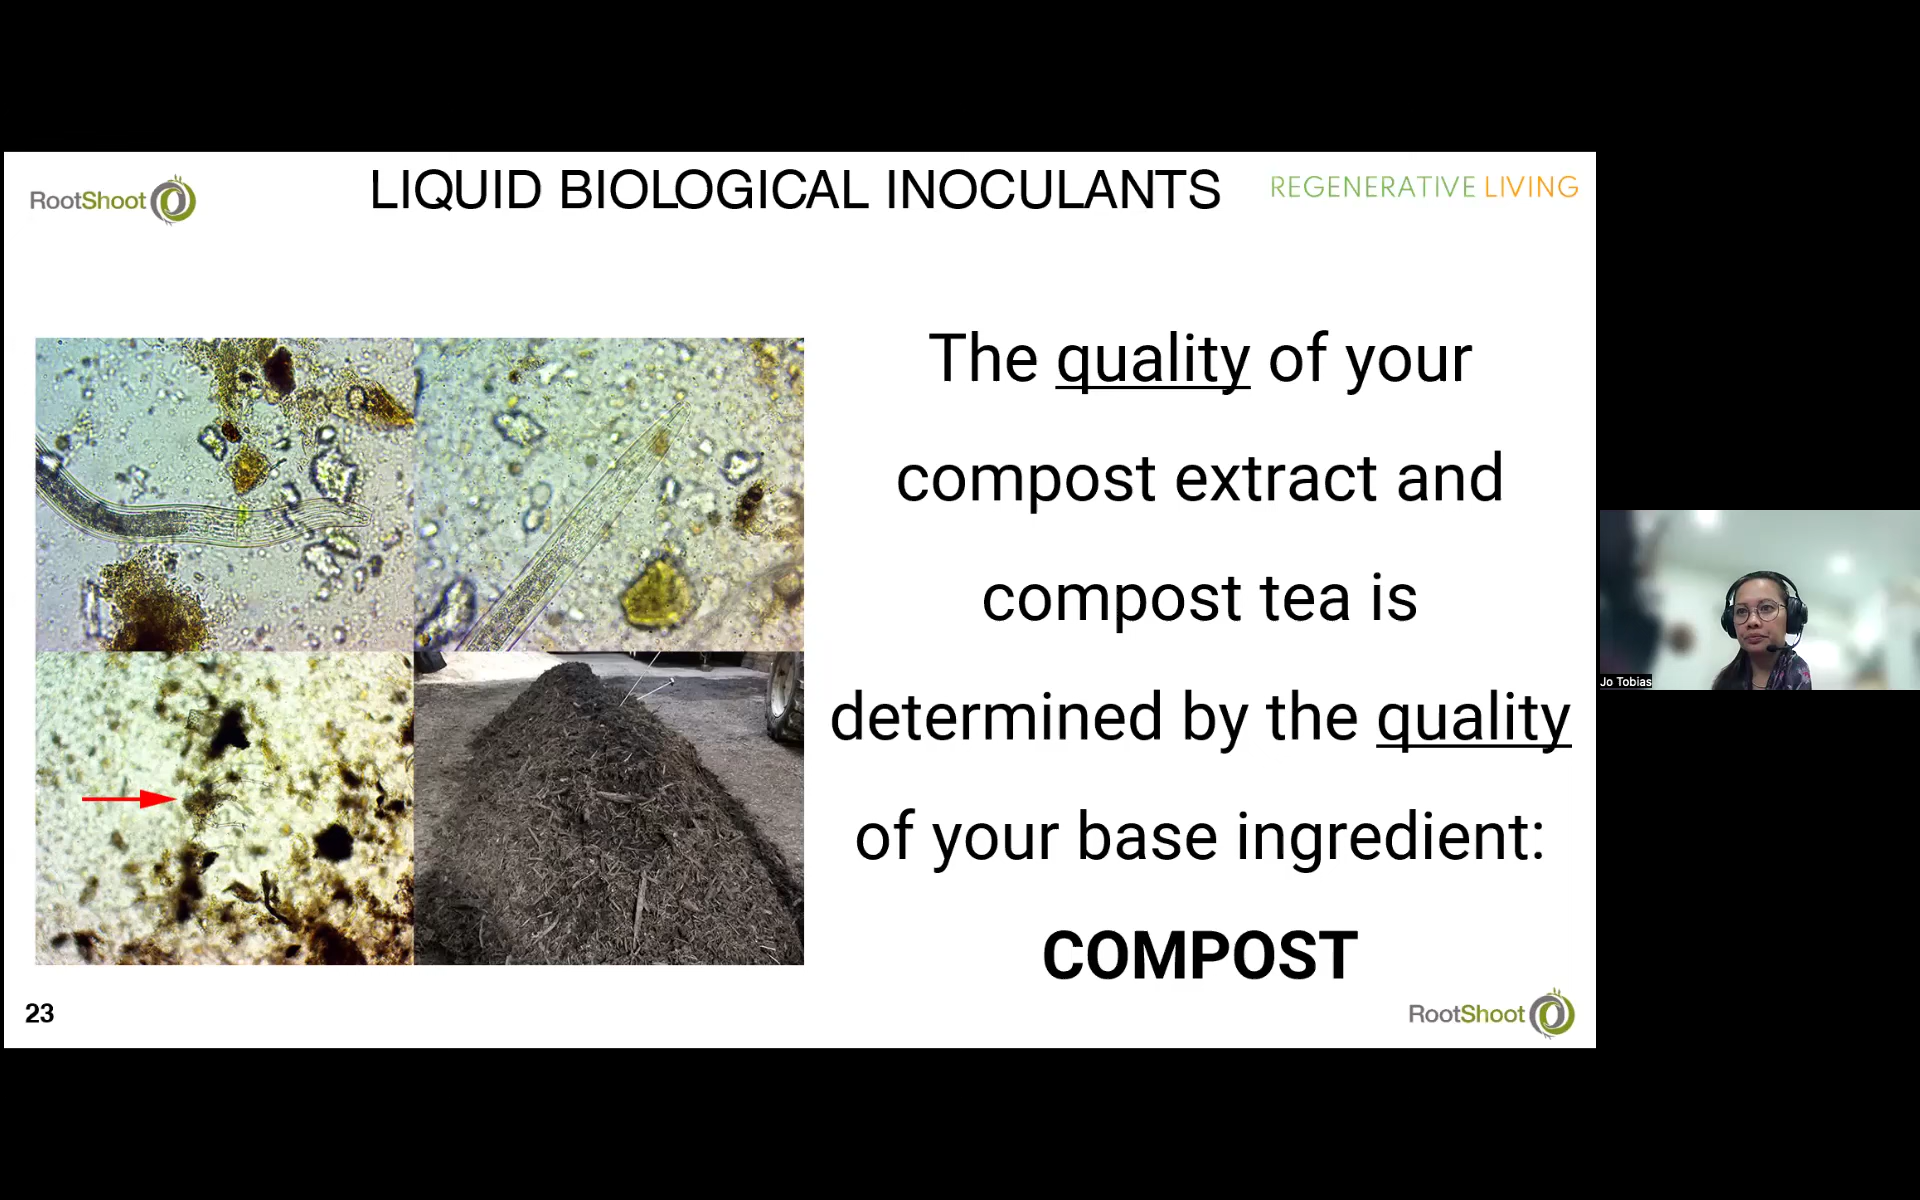 RootShoot
LIQUID BIOLOGICAL INOCULANTS
REGENERATIVE LIVING
The quality of your
compost extract and
compost tea is
determined by the quality
of your base ingredient:
COMPOST
23
RootShoot
Jo Tobias